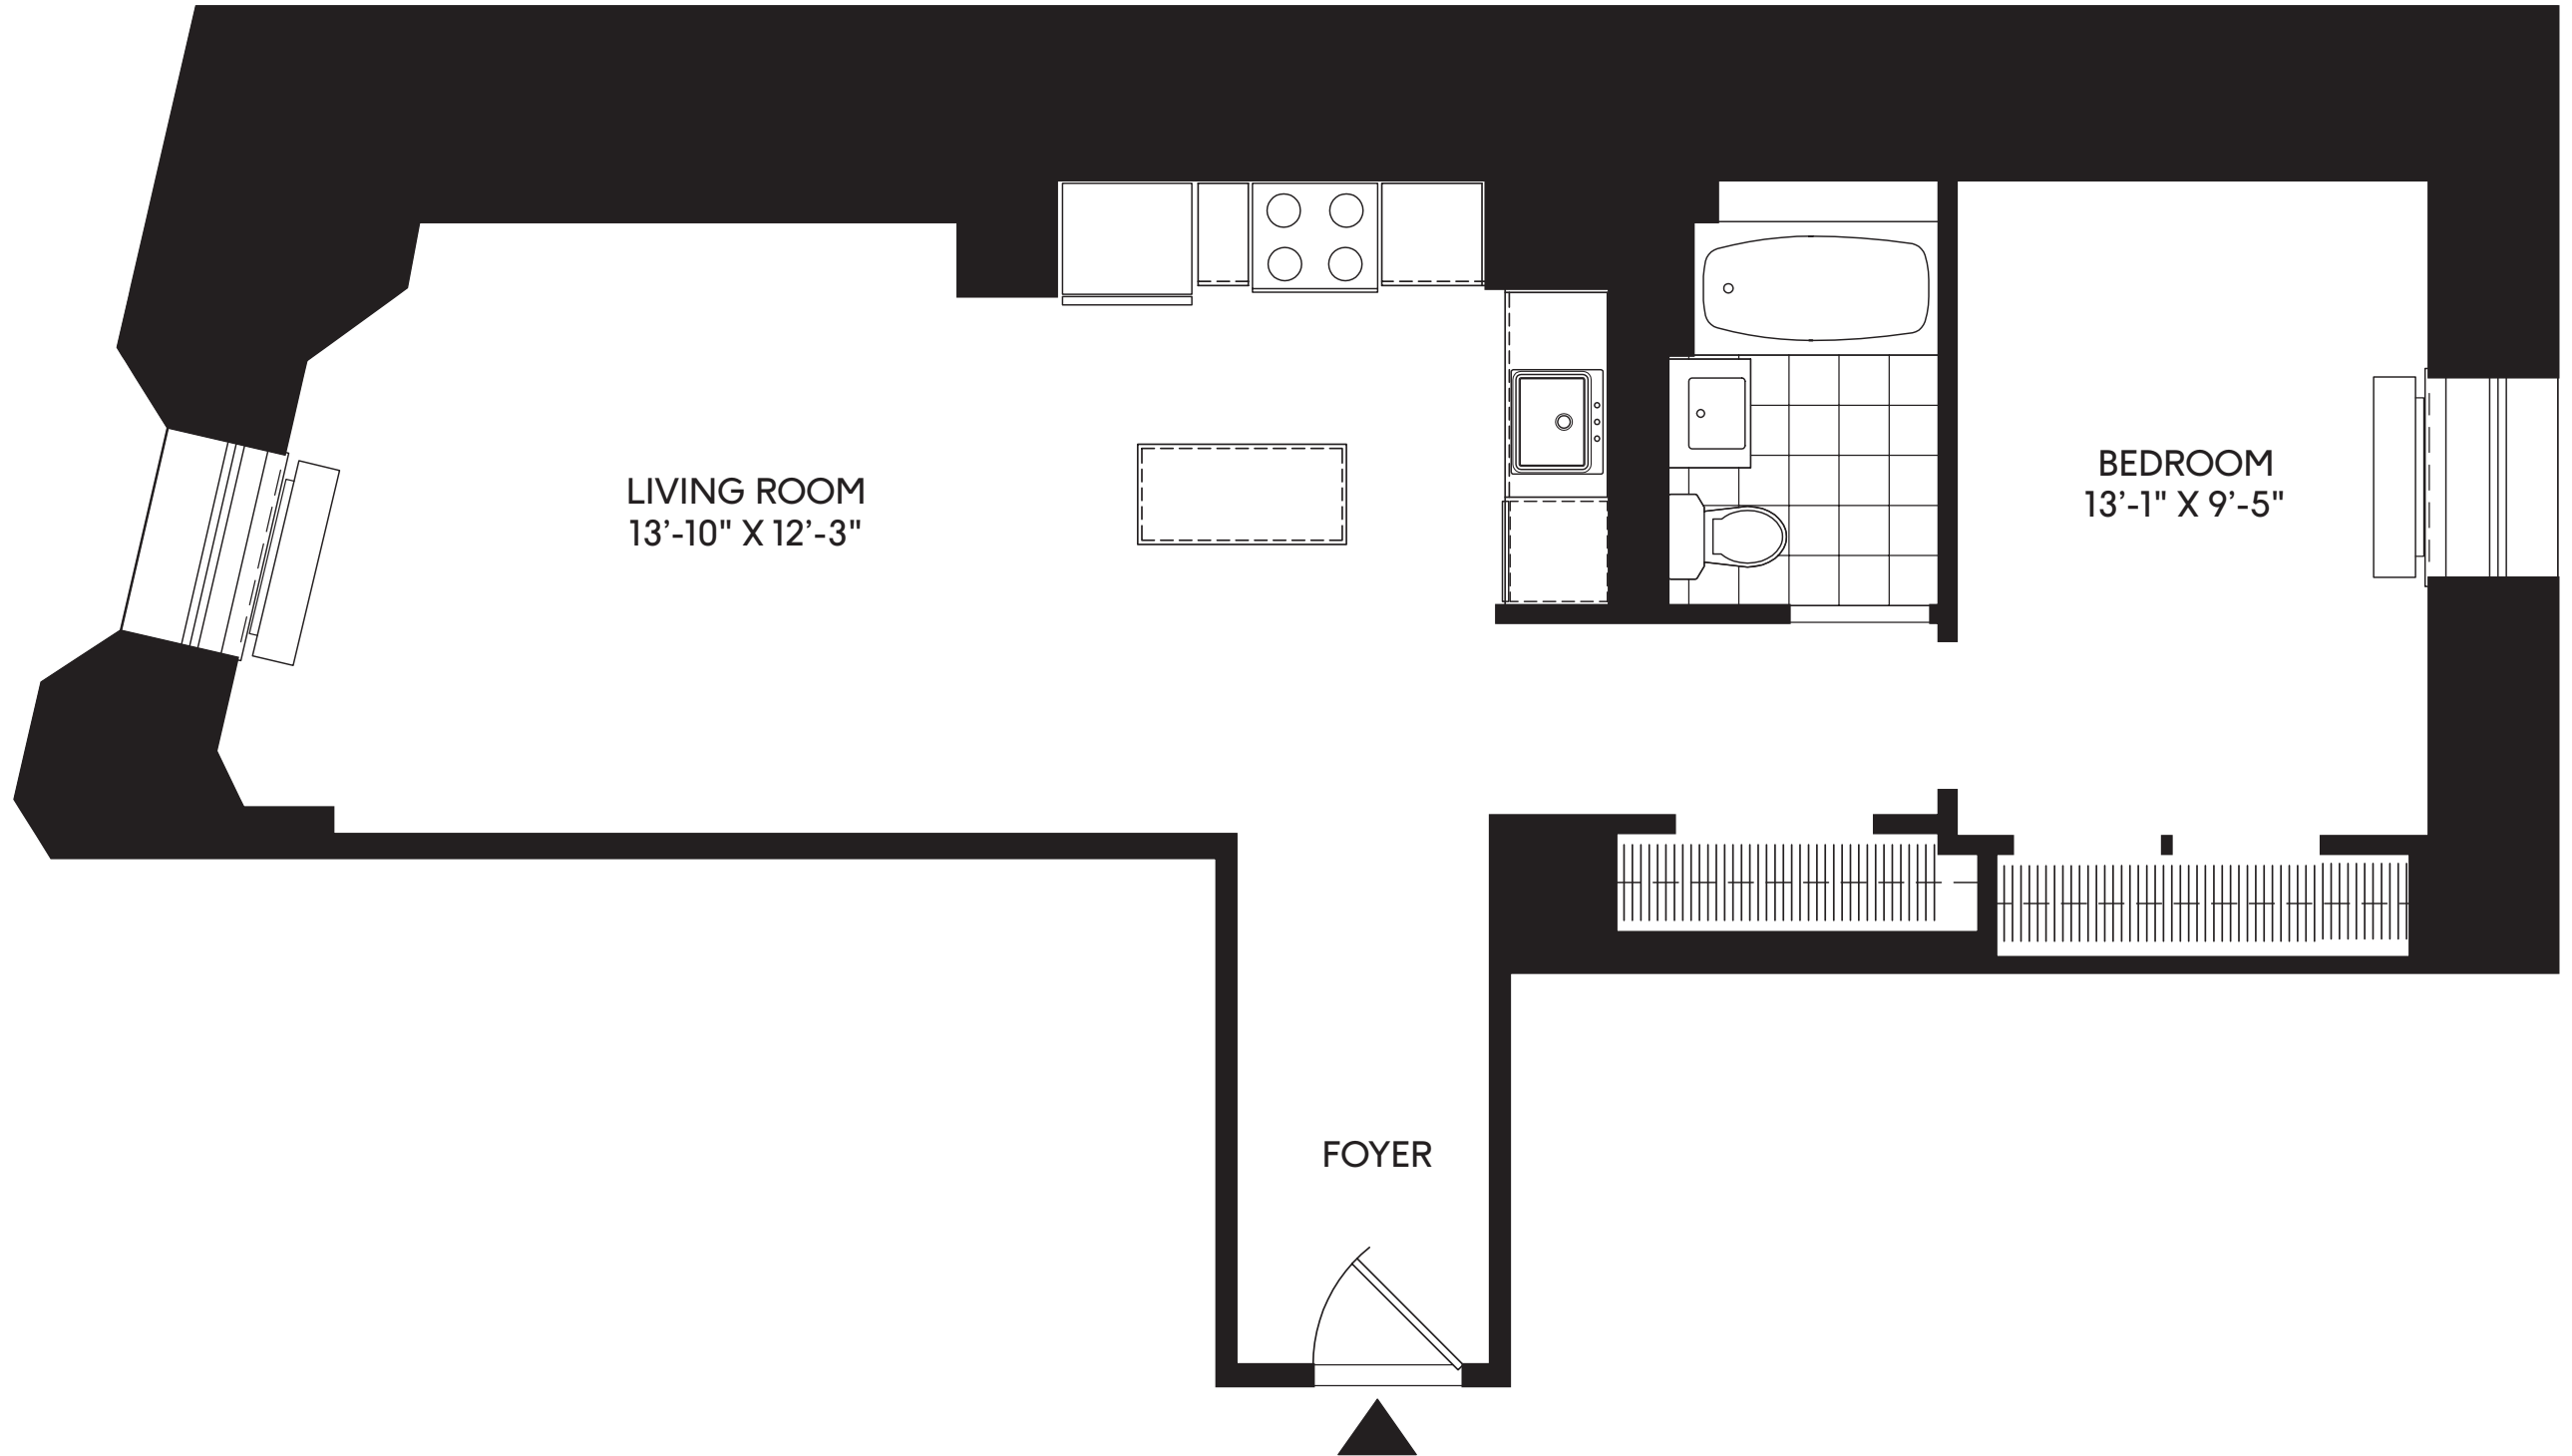 LIVING ROOM
13’-10" X 12’-3"
BEDROOM
13’-1" X 9’-5"
FOYER